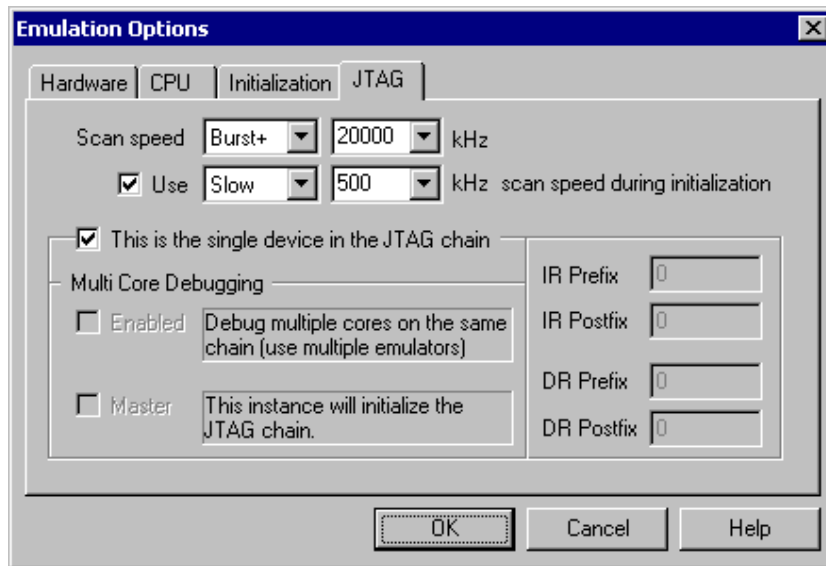 Emulation Options
Hardware CPU Initialization JTAG
Scan speed Burst+ 20000 kHz
Use Slow 500 kHz scan speed during initialization
This is the single device in the JTAG chain
Multi Core Debugging
Enabled Debug multiple cores on the same
chain (use multiple emulators)
Master This instance will initialize the
JTAG chain.
IR Prefix 0
IR Postfix 0
DR Prefix 0
DR Postfix 0
OK Cancel Help